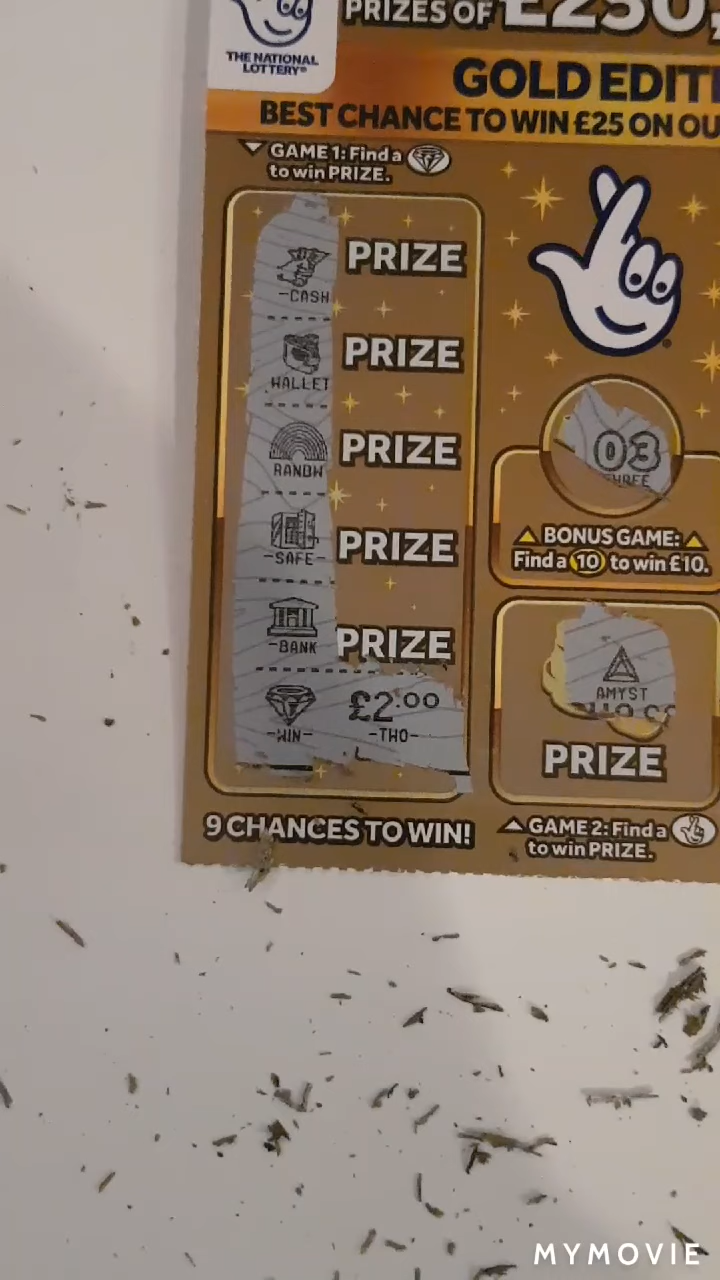 THE NATIONAL
LOTTERY®
PRIZES OF £250,
GOLD EDITI
BEST CHANCE TO WIN £25 ON OU
GAME 1: Find a
to win PRIZE.
PRIZE
-CASH
PRIZE
WALLET
PRIZE
RANBW
PRIZE
-SAFE-
PRIZE
-BANK
£2.00
-WIN-
-TWO-
9 CHANCES TO WIN!
03
BONUS GAME:
Find a 10 to win £10.
AMYST
PRIZE
GAME 2: Find a
to win PRIZE.
MYMOVIE